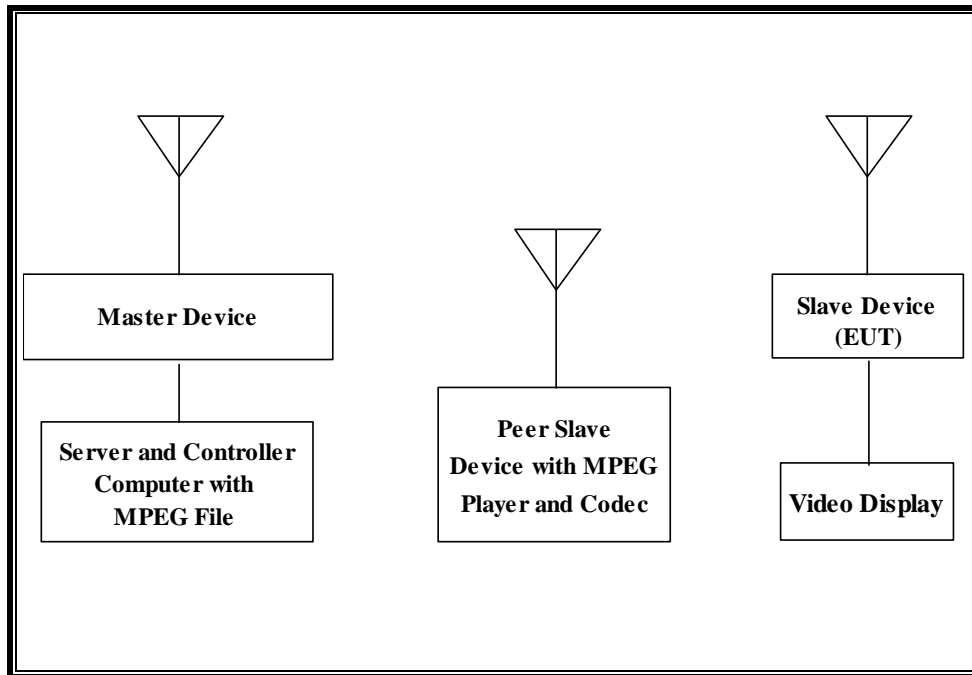 Master Device
Server and Controller
Computer with
MPEG File
Peer Slave
Device with MPEG
Player and Codec
Slave Device
(EUT)
Video Display